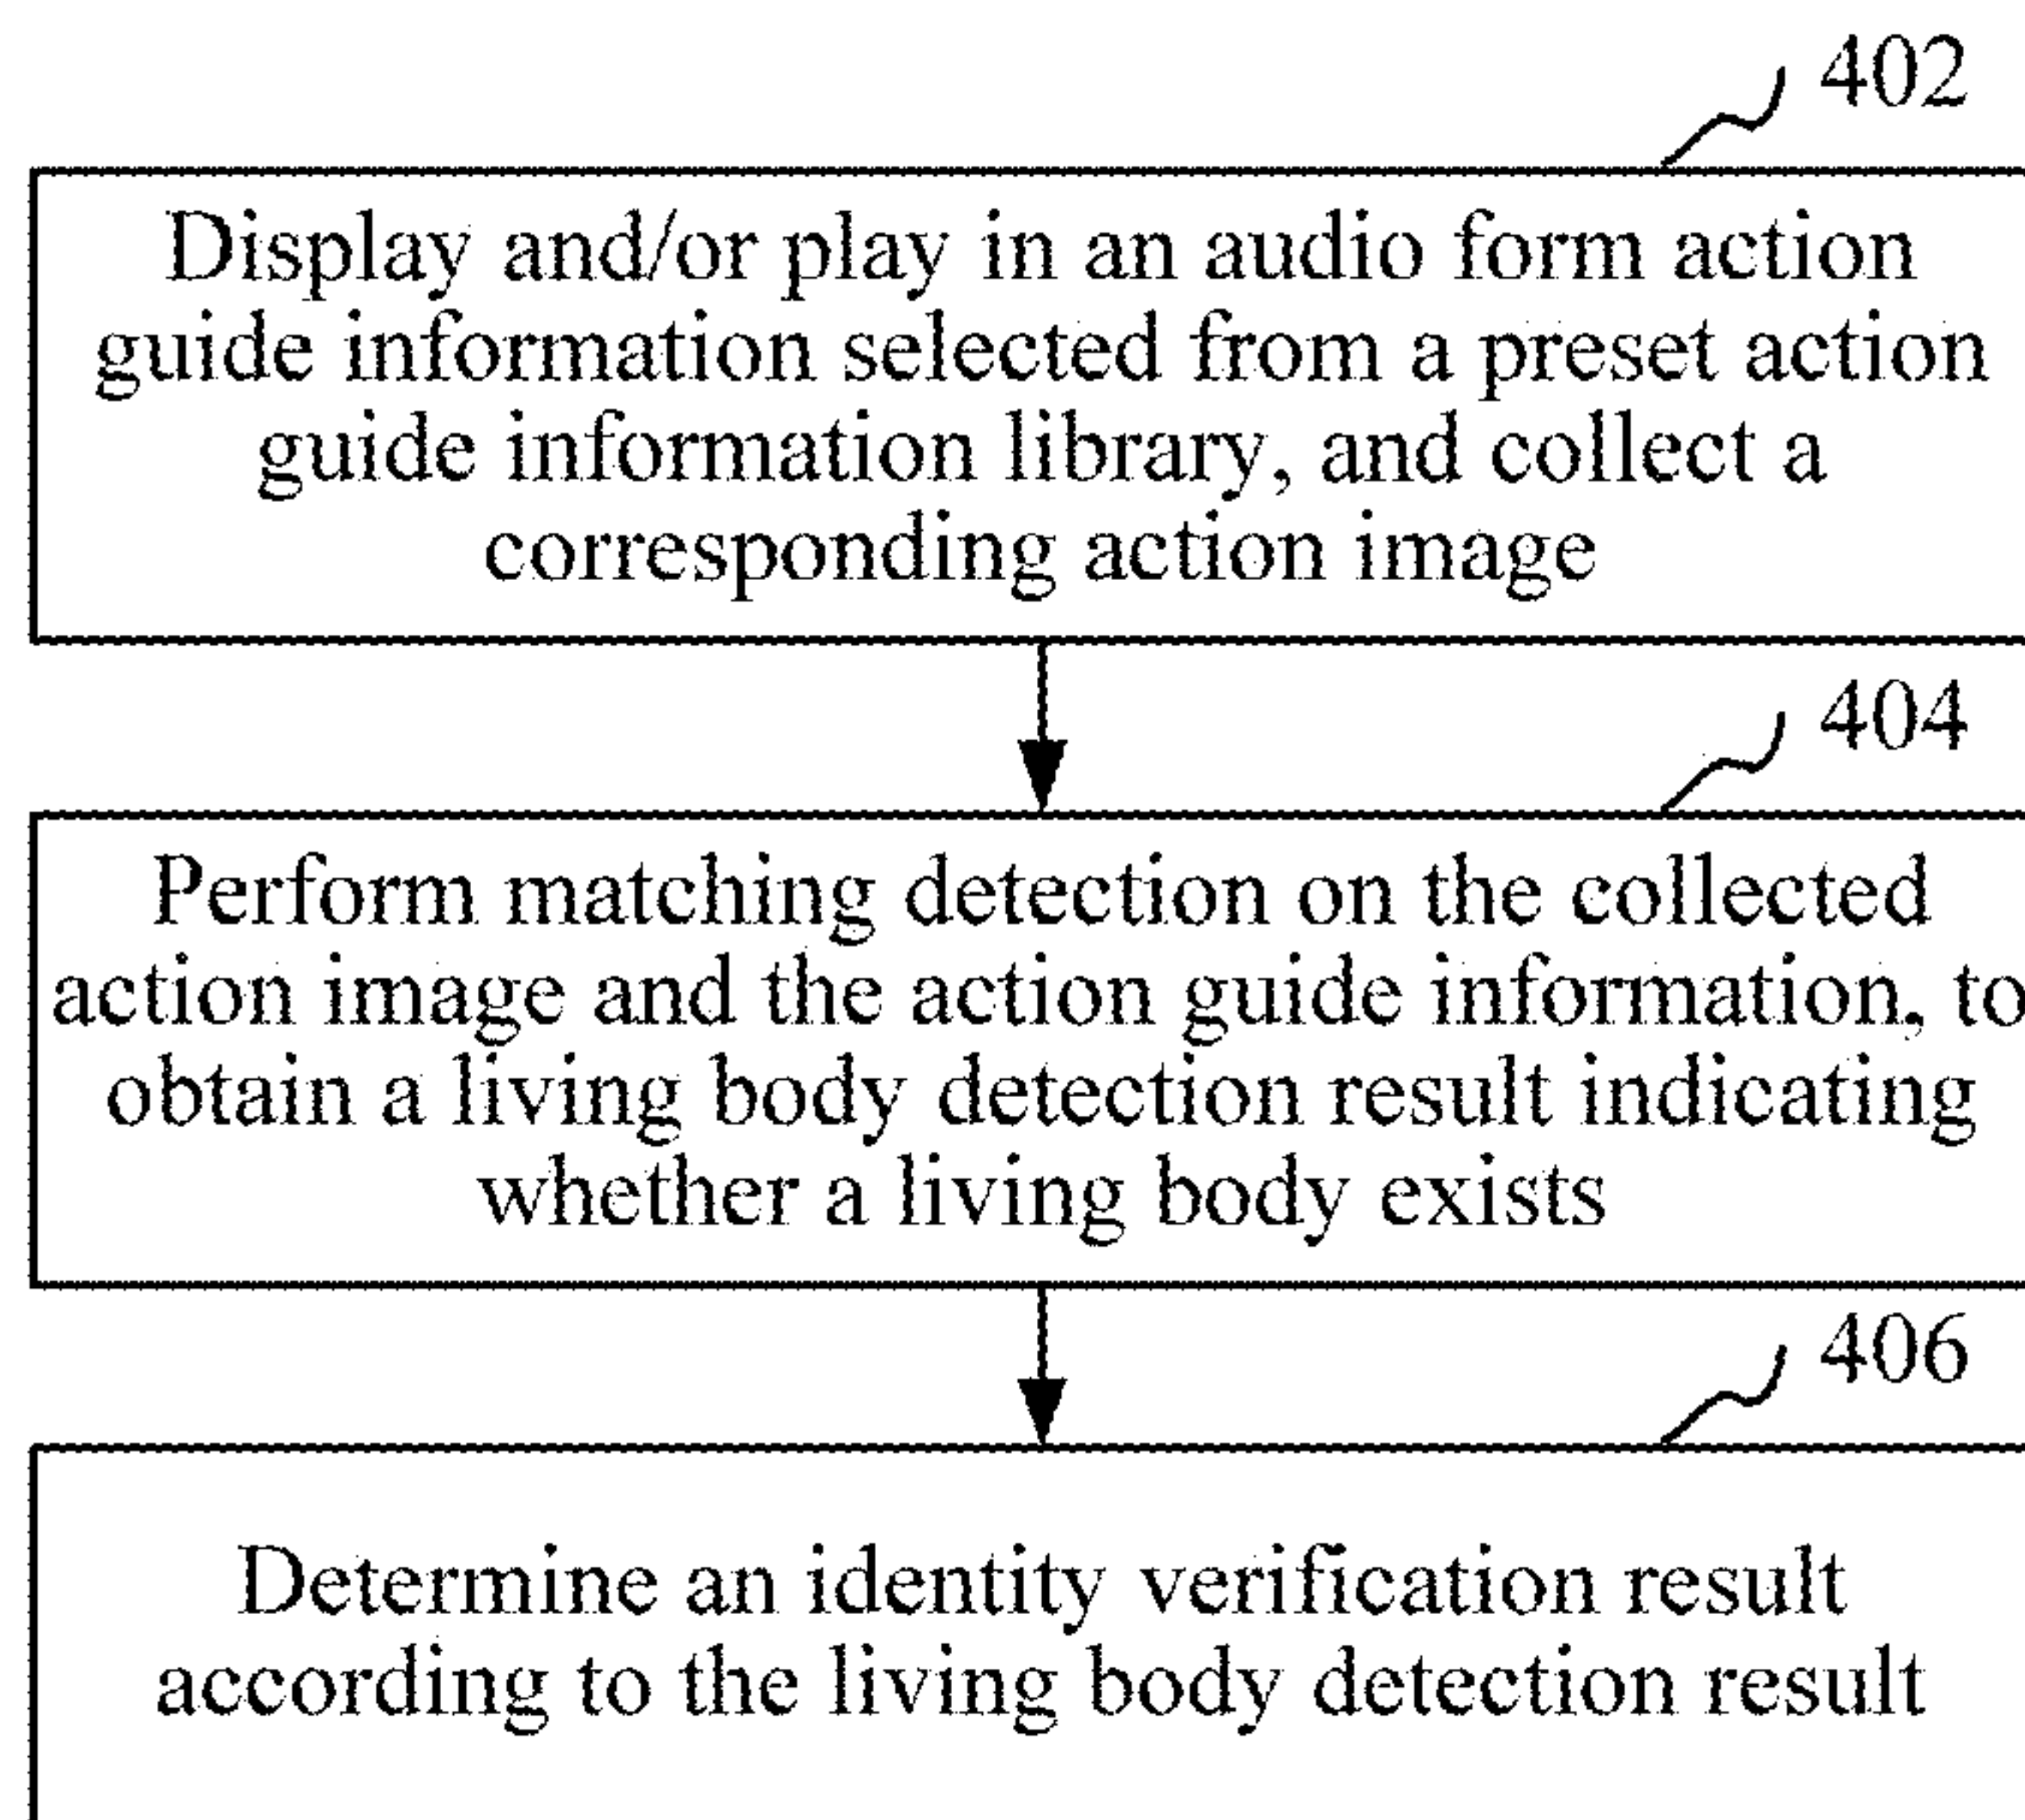 402
Display and/or play in an audio form action
guide information selected from a preset action
guide information library, and collect a
corresponding action image
404
Perform matching detection on the collected
action image and the action guide information, to
obtain a living body detection result indicating
whether a living body exists
406
Determine an identity verification result
according to the living body detection result